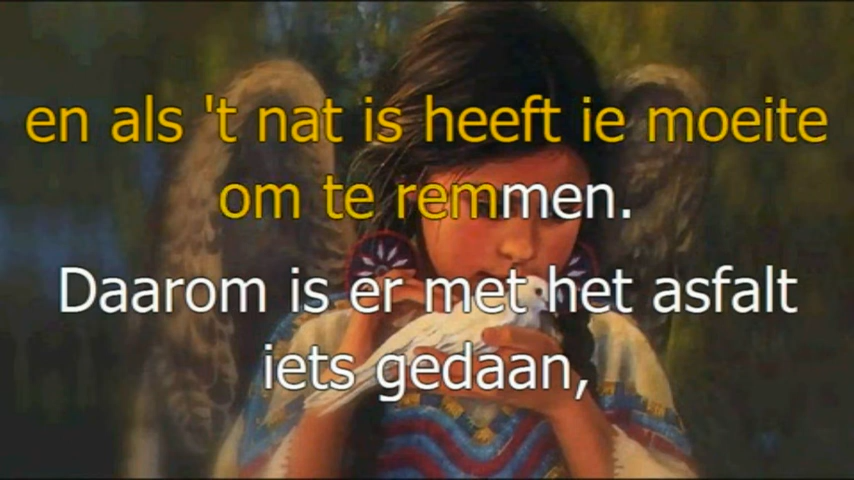 en als 't nat is heeft ie moeite
om te remmen.
Daarom is er met het asfalt
iets gedaan,